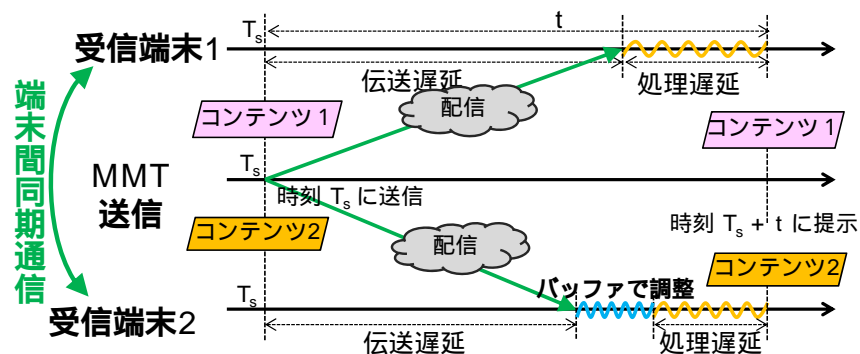 Ts
t
受信端末1
伝送遅延
処理遅延
配信
コンテンツ1
コンテンツ1
端末間同期通信
MMT
送信
Ts
時刻 Ts に送信
時刻 Ts + t に提示
コンテンツ2
配信
コンテンツ2
バッファで調整
Ts
受信端末2
伝送遅延
処理遅延